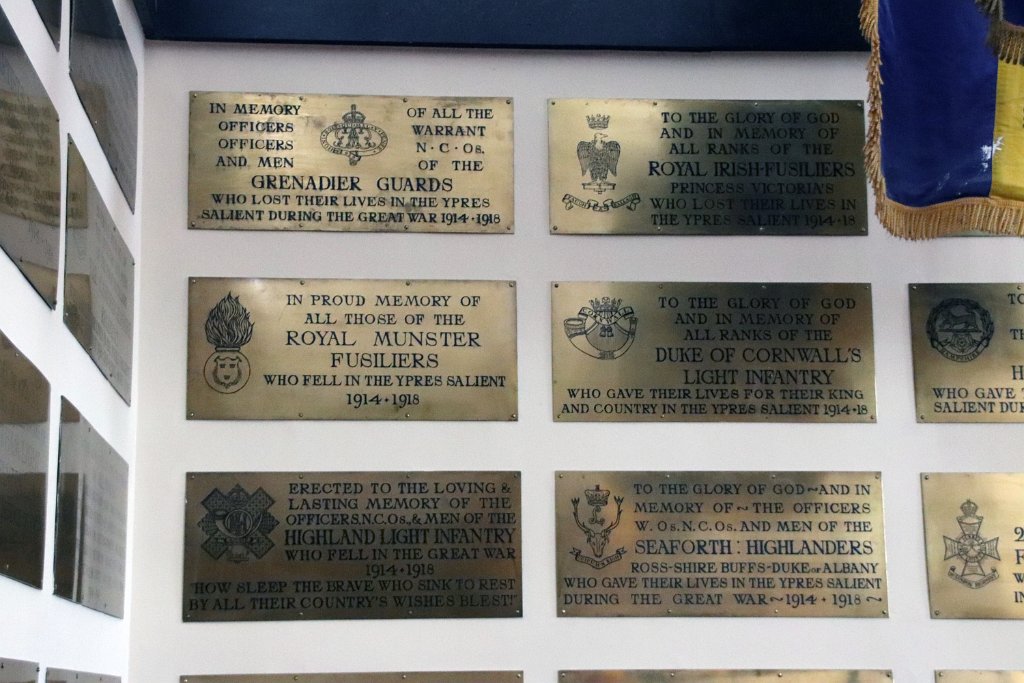 IN MEMORY OF ALL THE
OFFICERS WARRANT
OFFICERS N·C·Os.
AND MEN OF THE
GRENADIER GUARDS
WHO LOST THEIR LIVES IN THE YPRES
SALIENT DURING THE GREAT WAR 1914·1918
TO THE GLORY OF GOD
AND IN MEMORY OF
ALL RANKS OF THE
ROYAL IRISH·FUSILIERS
PRINCESS VICTORIA'S
WHO LOST THEIR LIVES IN
THE YPRES SALIENT 1914·18
IN PROUD MEMORY OF
ALL THOSE OF THE
ROYAL MUNSTER
FUSILIERS
WHO FELL IN THE YPRES SALIENT
1914·1918
TO THE GLORY OF GOD
AND IN MEMORY OF
ALL RANKS OF THE
DUKE OF CORNWALL'S
LIGHT INFANTRY
WHO GAVE THEIR LIVES FOR THEIR KING
AND COUNTRY IN THE YPRES SALIENT 1914·18
HAMPSHIRE
WHO GAVE
SALIENT
ERECTED TO THE LOVING &
LASTING MEMORY OF THE
OFFICERS,N.C.Os.,& MEN OF THE
HIGHLAND LIGHT INFANTRY
WHO FELL IN THE GREAT WAR
1914·1918
"HOW SLEEP THE BRAVE WHO SINK TO REST
BY ALL THEIR COUNTRY'S WISHES BLEST!"
TO THE GLORY OF GOD~AND IN
MEMORY OF~THE OFFICERS
W.Os.N.C.Os. AND MEN OF THE
SEAFORTH : HIGHLANDERS
ROSS-SHIRE BUFFS-DUKE OF ALBANY
WHO GAVE THEIR LIVES IN THE YPRES SALIENT
DURING THE GREAT WAR~1914·1918~